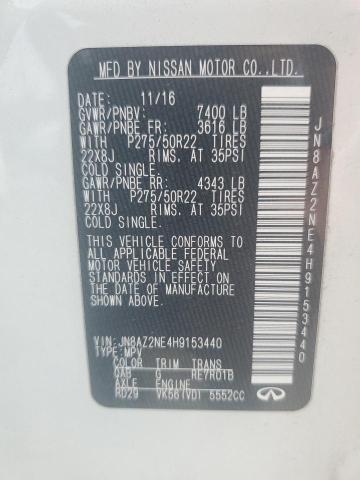 MFD BY NISSAN MOTOR CO.,LTD.
DATE: 11/16
GVWR/PNBV: 7400 LB
GAWR/PNBE FR: 3616 LB
WITH P275/50R22 TIRES
22X8J RIMS. AT 35PSI
COLD SINGLE.
GAWR/PNBE RR: 4343 LB
WITH P275/50R22 TIRES
22X8J RIMS. AT 35PSI
COLD SINGLE.
THIS VEHICLE CONFORMS TO
ALL APPLICABLE FEDERAL
MOTOR VEHICLE SAFETY
STANDARDS IN EFFECT ON
THE DATE OF MANUFACTURE
SHOWN ABOVE.
VIN: JN8AZ2NE4H9153440
TYPE: MPV
COLOR TRIM TRANS
QAB G RE7R01B
AXLE ENGINE
RD29 VK56(VD) 5552CC
JN8AZ2NE4H9153440